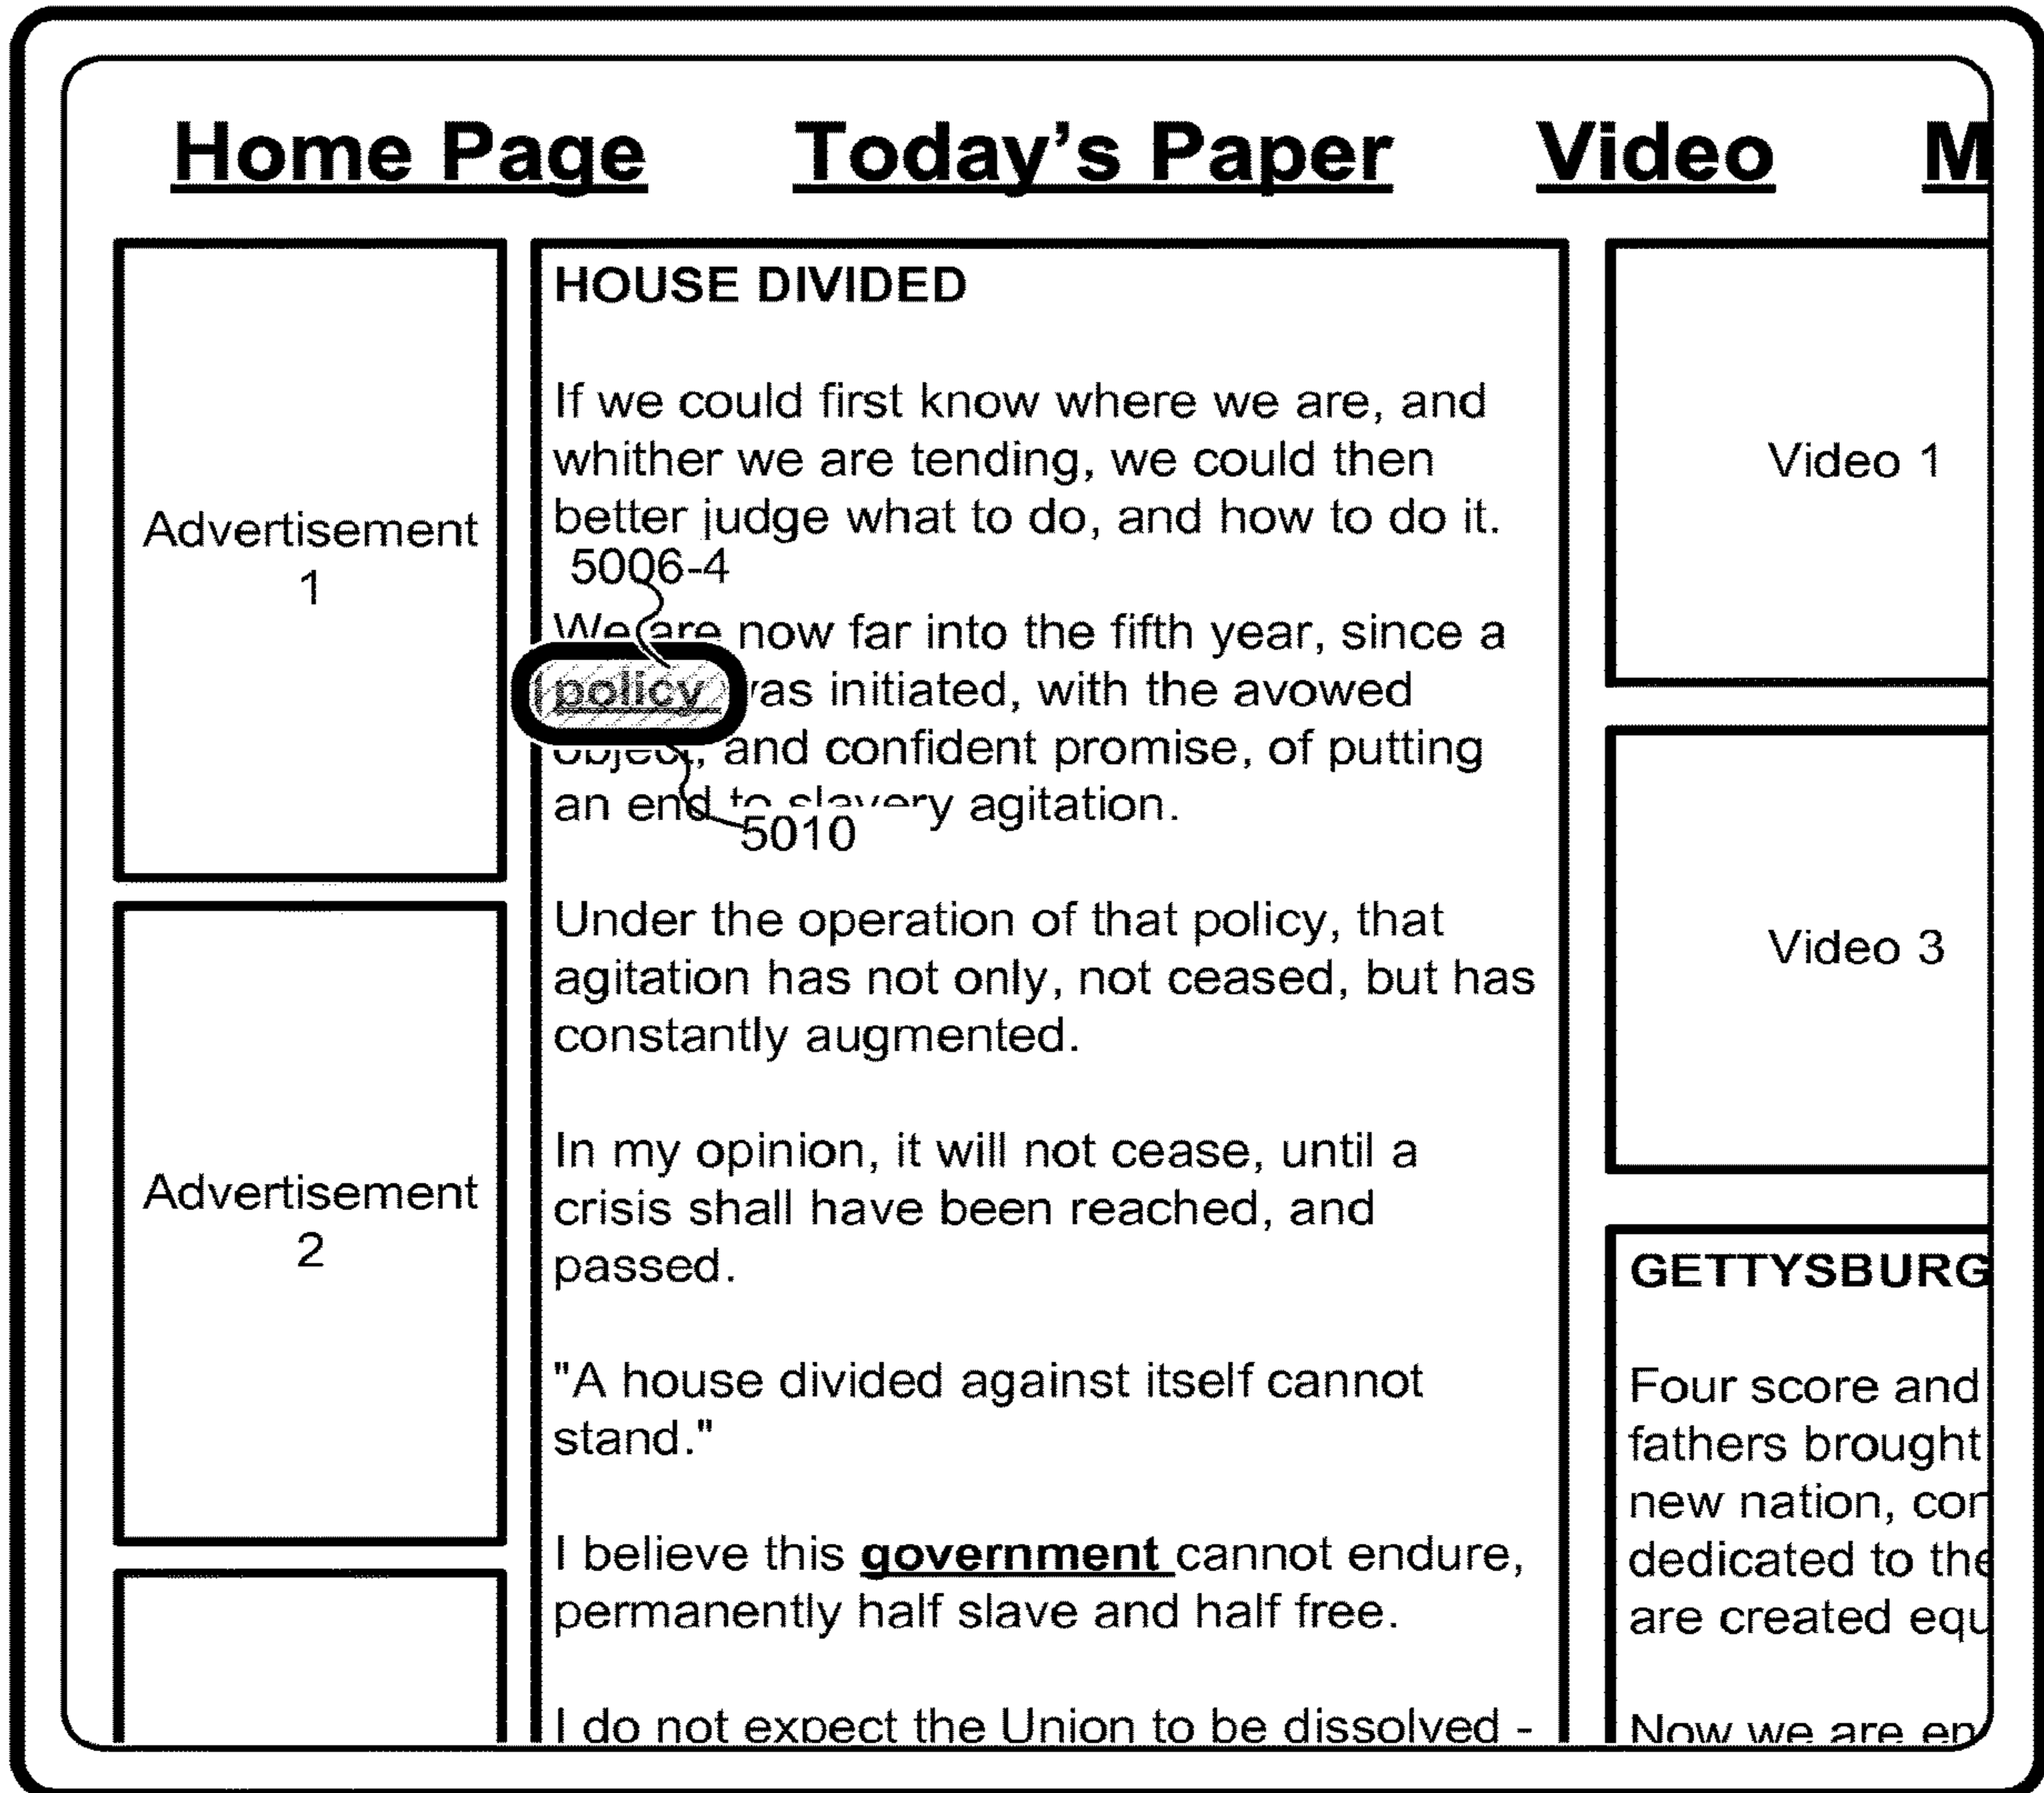 Home Page Today's Paper Video M
Advertisement
1
Advertisement
2
HOUSE DIVIDED
If we could first know where we are, and
whither we are tending, we could then
better judge what to do, and how to do it.
5006-4
We are now far into the fifth year, since a
policy was initiated, with the avowed
object, and confident promise, of putting
an end to slavery agitation.
5010
Under the operation of that policy, that
agitation has not only, not ceased, but has
constantly augmented.
In my opinion, it will not cease, until a
crisis shall have been reached, and
passed.
"A house divided against itself cannot
stand."
I believe this government cannot endure,
permanently half slave and half free.
I do not expect the Union to be dissolved -
Video 1
Video 3
GETTYSBURG
Four score and
fathers brought
new nation, con
dedicated to the
are created equ
Now we are en